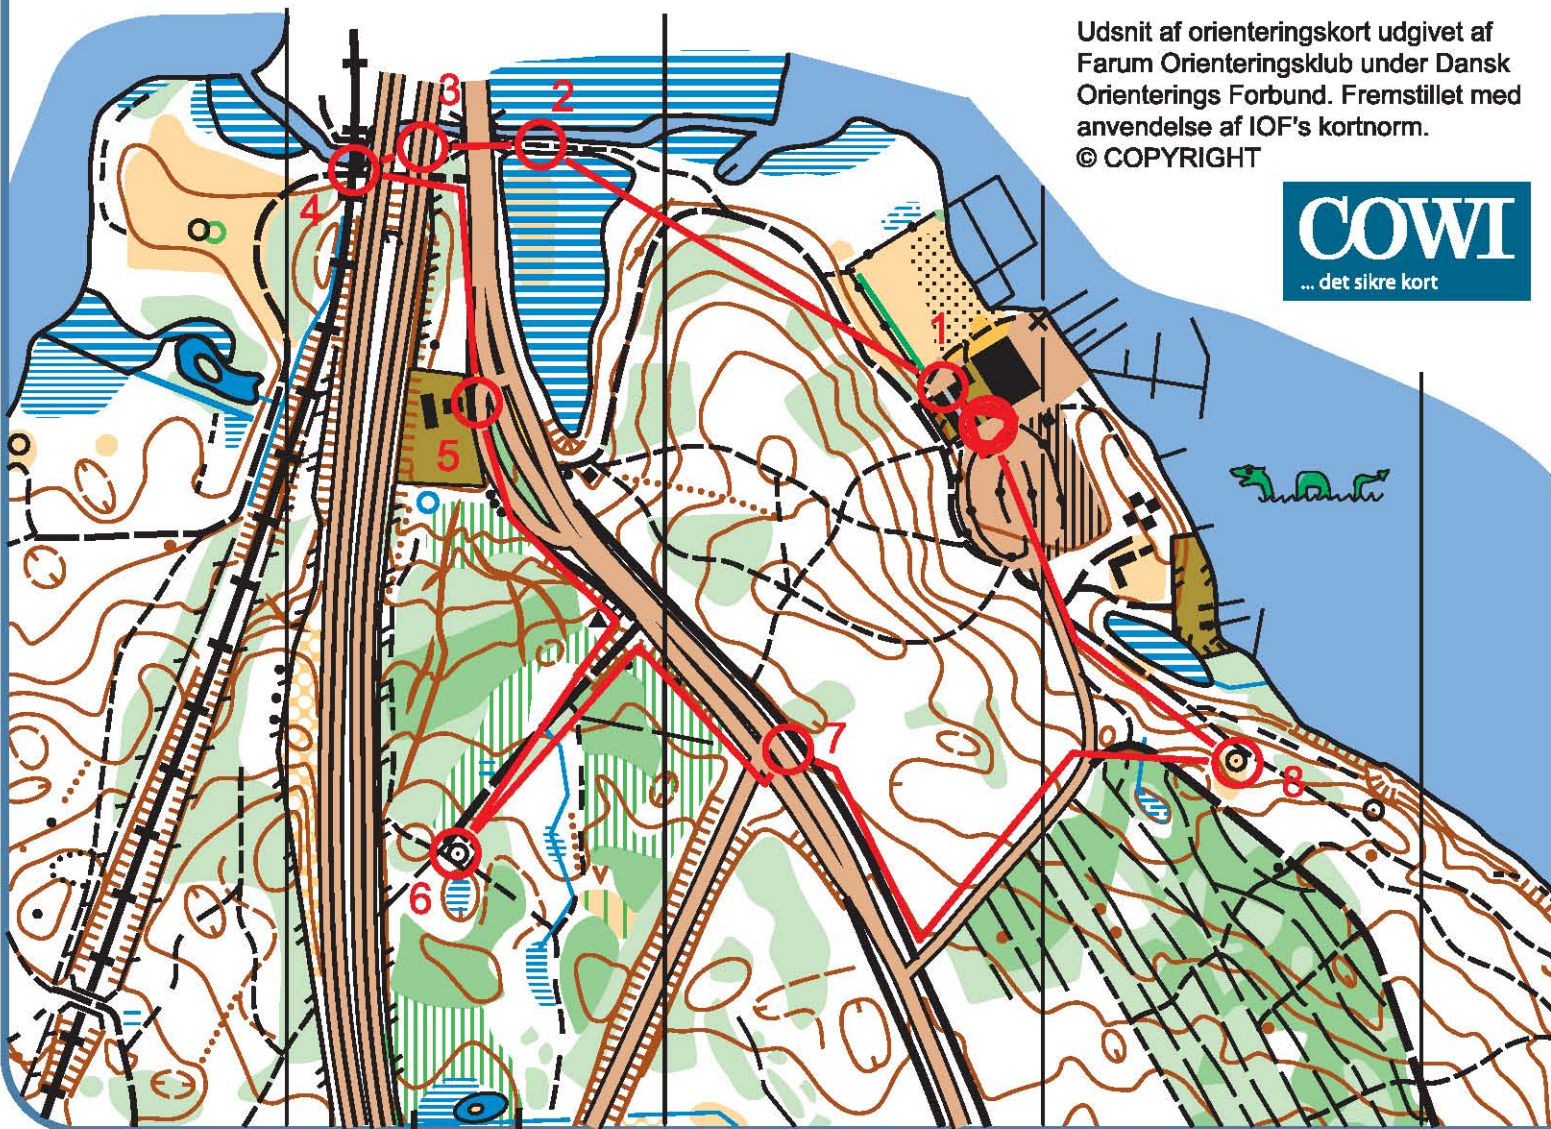 Udsnit af orienteringskort udgivet af
Farum Orienteringsklub under Dansk
Orienterings Forbund. Fremstillet med
anvendelse af IOF's kortnorm.
© COPYRIGHT
COWI
... det sikre kort
3
2
4
1
5
7
8
6